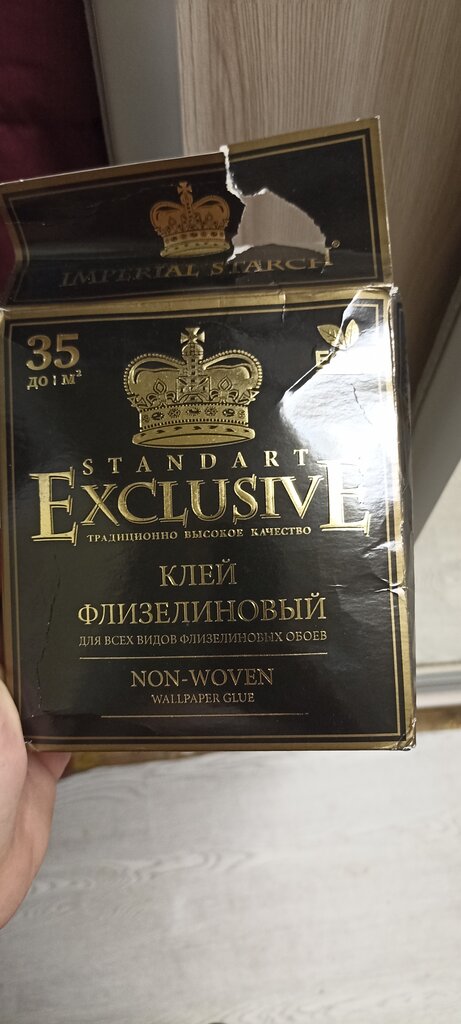 IMPERIAL STARCH®
35
ДО М²
STANDART
EXCLUSIVE
ТРАДИЦИОННО ВЫСОКОЕ КАЧЕСТВО
КЛЕЙ
ФЛИЗЕЛИНОВЫЙ
ДЛЯ ВСЕХ ВИДОВ ФЛИЗЕЛИНОВЫХ ОБОЕВ
NON-WOVEN
WALLPAPER GLUE